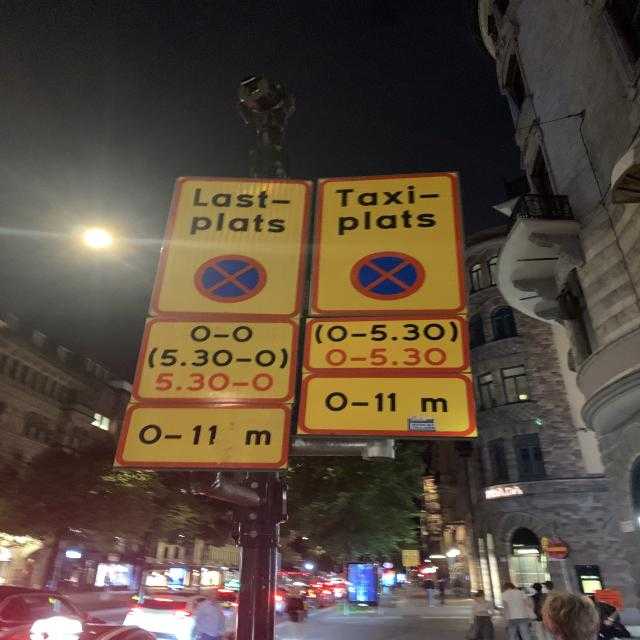 Last-
plats
0-0
(5.30-0)
5.30-0
0-11 m
Taxi-
plats
(0-5.30)
0-5.30
0-11 m